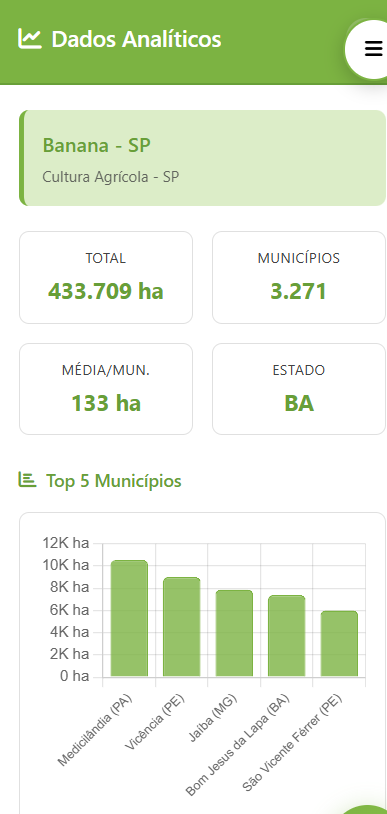 Dados Analíticos
Banana - SP
Cultura Agrícola - SP
TOTAL
433.709 ha
MUNICÍPIOS
3.271
MÉDIA/MUN.
133 ha
ESTADO
BA
Top 5 Municípios
12K ha
10K ha
8K ha
6K ha
4K ha
2K ha
0 ha
Medicilândia (PA)
Vicência (PE)
Jaíba (MG)
Bom Jesus da Lapa (BA)
São Vicente Férrer (PE)